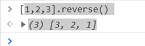 > [1,2,3].reverse()
< ▶ (3) [3, 2, 1]
>